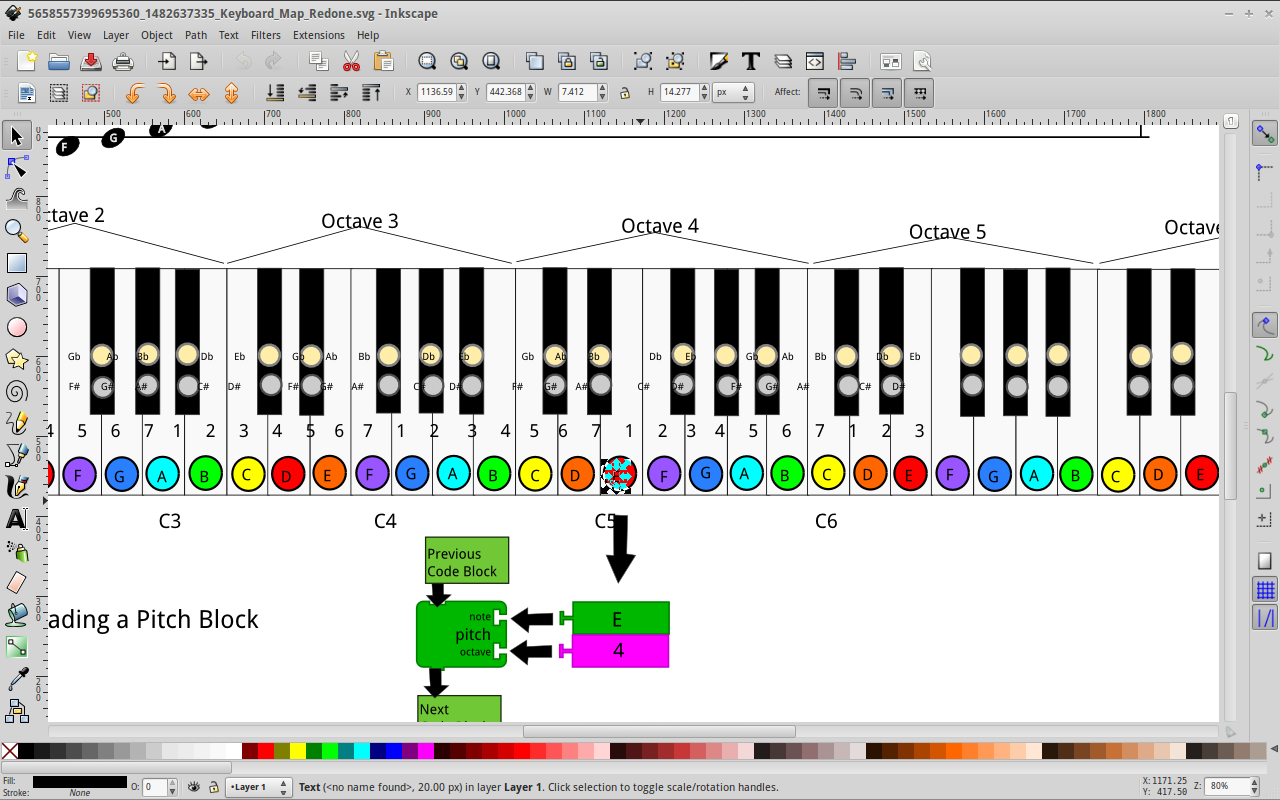 5658557399695360_1482637335_Keyboard_Map_Redone.svg - Inkscape
File Edit View Layer Object Path Text Filters Extensions Help
X 1136.59 Y 442.368 W 7.412 H 14.277 px Affect:
500 600 700 800 900 1000 1100 1200 1300 1400 1500 1600 1700 1800
F G A
ctave 2 Octave 3 Octave 4 Octave 5 Octave
Gb Ab Bb Db Eb Gb Ab Bb Db Eb Gb Ab Bb Db Eb Gb Ab Bb Db Eb
F# G# A# C# D# F# G# A# C# D# F# G# A# C# D# F# G# A# C# D#
4 5 6 7 1 2 3 4 5 6 7 1 2 3 4 5 6 7 1 2 3 4 5 6 7 1 2 3
F G A B C D E F G A B C D F G A B C D E F G A B C D E
C3 C4 C5 C6
Previous
Code Block
ading a Pitch Block
note
pitch
octave
E
4
Next
Fill:
Stroke: None
O: 0
•Layer 1
Text (<no name found>, 20.00 px) in layer Layer 1. Click selection to toggle scale/rotation handles.
X: 1171.25
Y: 417.50
Z: 80%